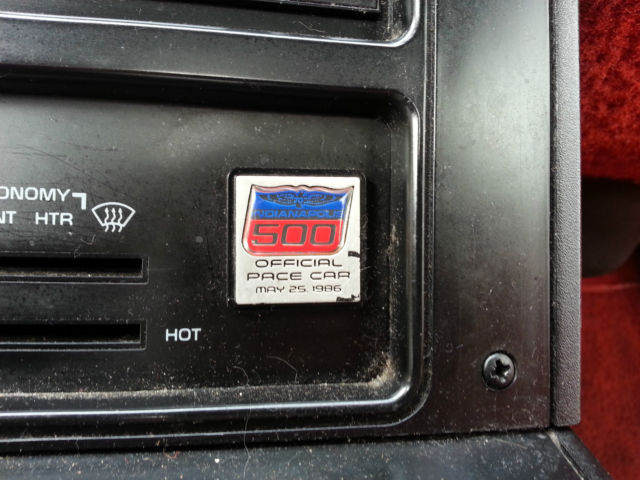 ONOMY
NT HTR
HOT
INDIANAPOLIS
500
OFFICIAL
PACE CAR
MAY 25, 1986